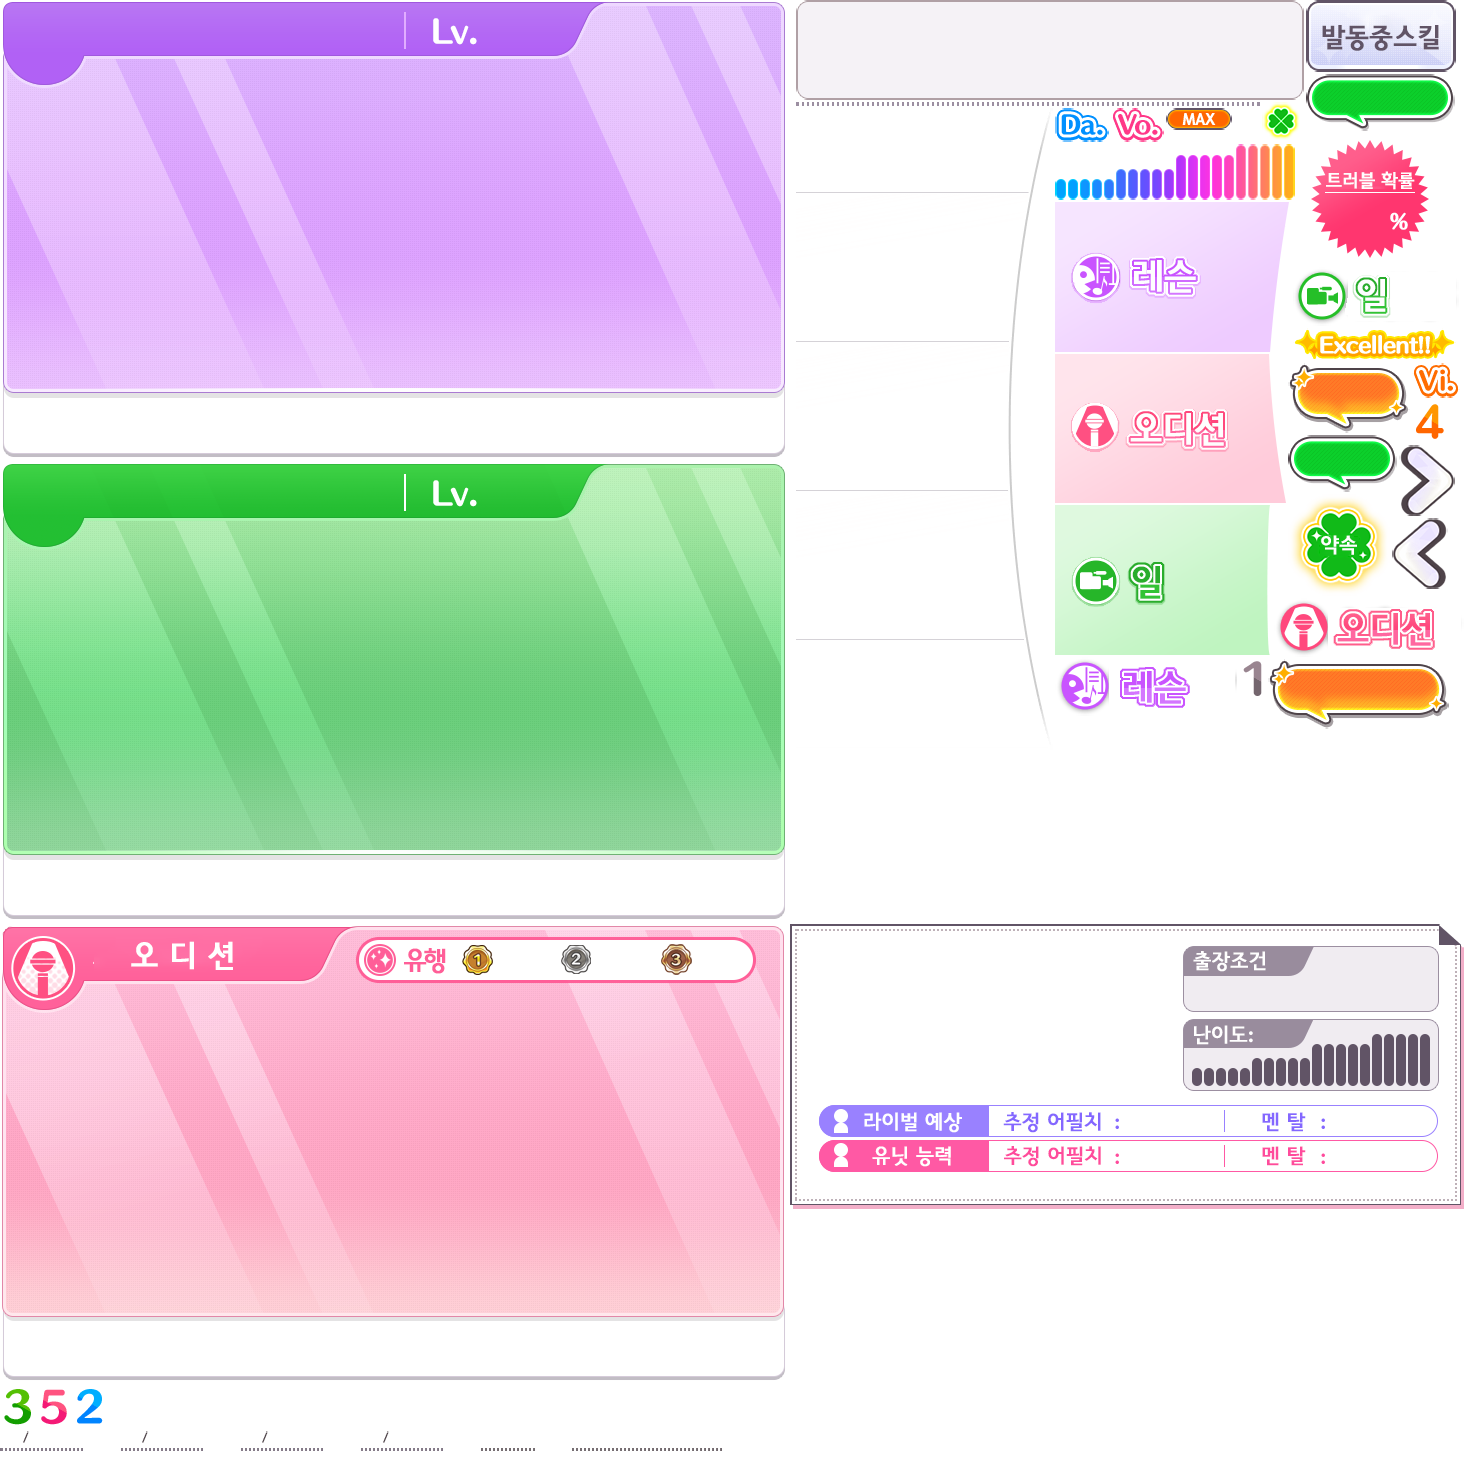 Lv.
발동중스킬
Da. Vo. MAX
트러블 확률
%
레슨
일
Excellent!!
Vi.
4
오디션
Lv.
약속
일
오디션
레슨
1
오 디 션
유행 1 2 3
출장조건
난이도:
라이벌 예상 추정 어필치 : 멘 탈 :
유닛 능력 추정 어필치 : 멘 탈 :
3 5 2
/ / / /